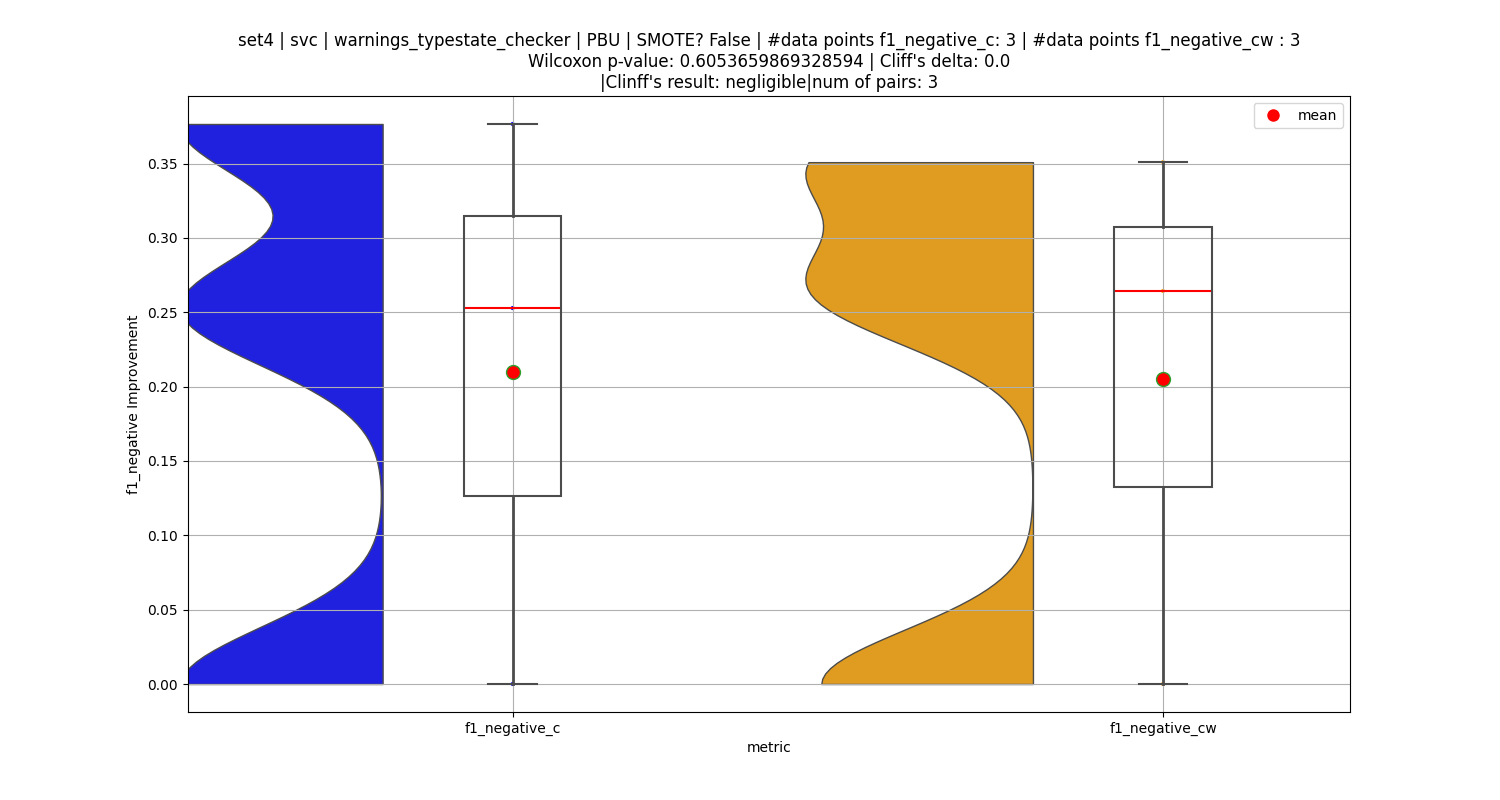 set4 | svc | warnings_typestate_checker | PBU | SMOTE? False | #data points f1_negative_c: 3 | #data points f1_negative_cw : 3
Wilcoxon p-value: 0.6053659869328594 | Cliff's delta: 0.0
|Clinff's result: negligible|num of pairs: 3
mean
0.35
0.30
0.25
0.20
0.15
0.10
0.05
0.00
f1_negative Improvement
f1_negative_c
f1_negative_cw
metric